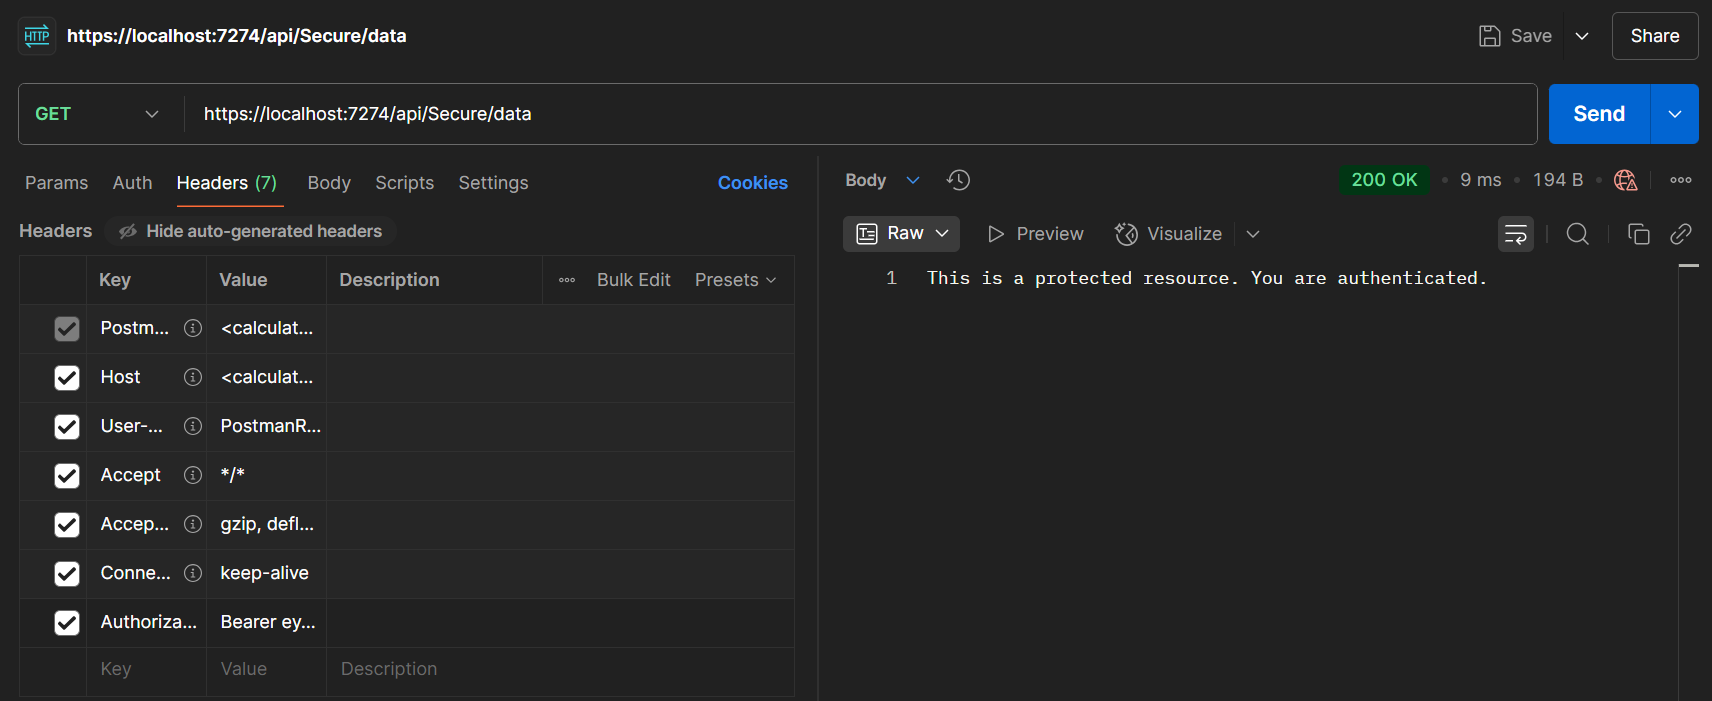 HTTP https://localhost:7274/api/Secure/data Save Share
GET https://localhost:7274/api/Secure/data Send
Params Auth Headers (7) Body Scripts Settings Cookies
Headers Hide auto-generated headers
Key Value Description Bulk Edit Presets
Postm... <calculat...
Host <calculat...
User-... PostmanR...
Accept */*
Accep... gzip, defl...
Conne... keep-alive
Authoriza... Bearer ey...
Key Value Description
Body 200 OK 9 ms 194 B
Raw Preview Visualize
1 This is a protected resource. You are authenticated.